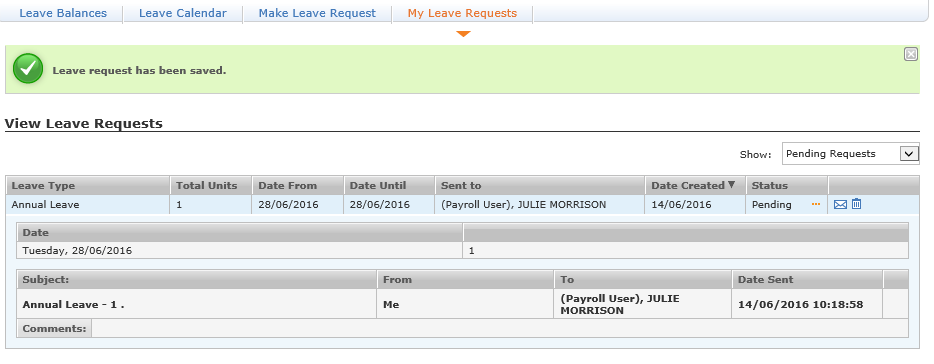 Leave Balances Leave Calendar Make Leave Request My Leave Requests
Leave request has been saved.
View Leave Requests
Show: Pending Requests
Leave Type Total Units Date From Date Until Sent to Date Created Status
Annual Leave 1 28/06/2016 28/06/2016 (Payroll User), JULIE MORRISON 14/06/2016 Pending ...
Date
Tuesday, 28/06/2016 1
Subject: From To Date Sent
Annual Leave - 1 . Me (Payroll User), JULIE MORRISON 14/06/2016 10:18:58
Comments: